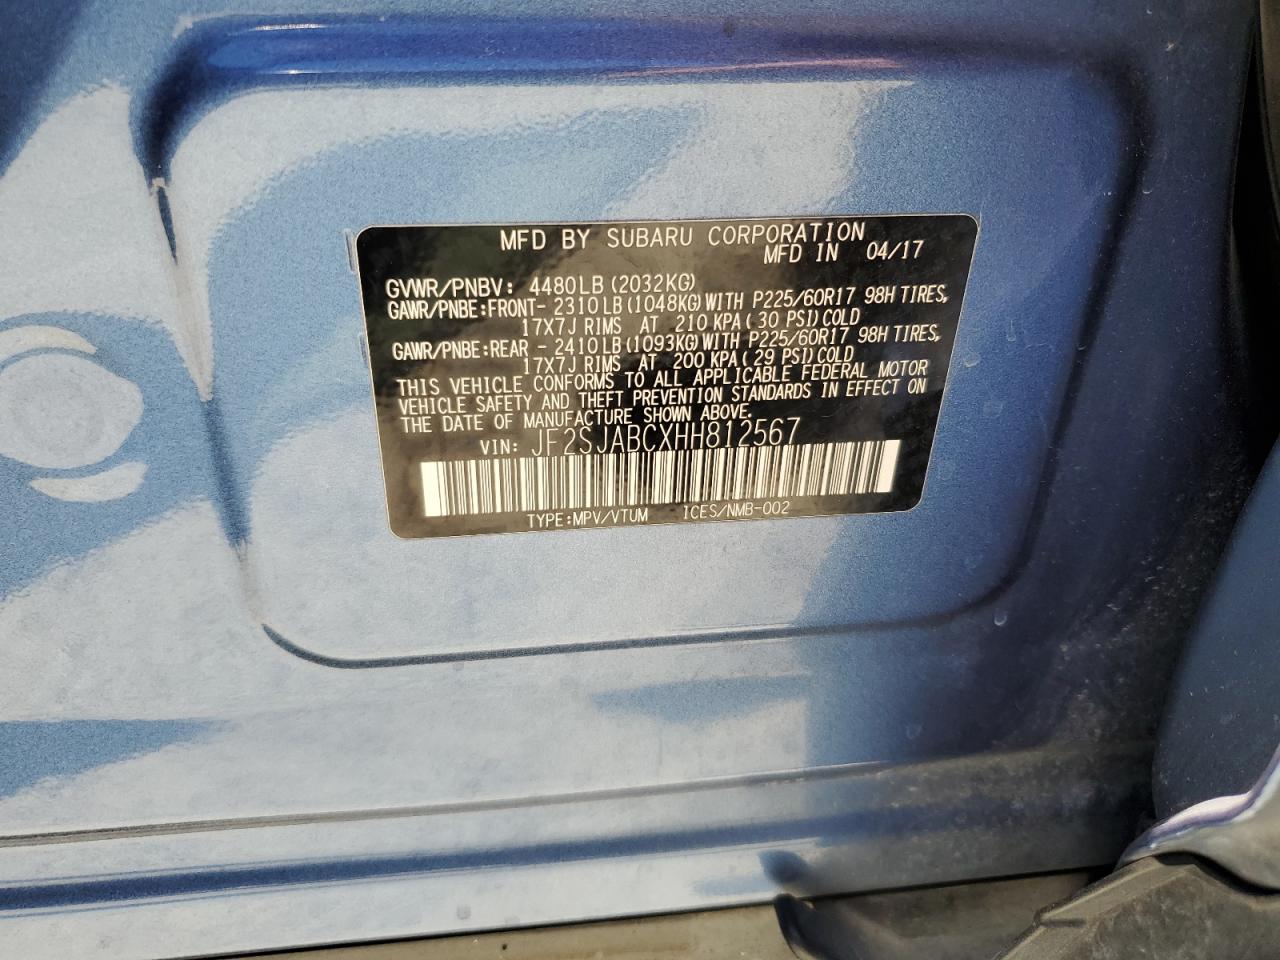 MFD BY SUBARU CORPORATION
MFD IN 04/17
GVWR/PNBV: 4480LB (2032KG)
GAWR/PNBE:FRONT- 2310LB(1048KG)WITH P225/60R17 98H TIRES,
17X7J RIMS AT 210 KPA( 30 PSI)COLD
GAWR/PNBE:REAR - 2410LB(1093KG)WITH P225/60R17 98H TIRES,
17X7J RIMS AT 200 KPA( 29 PSI)COLD
THIS VEHICLE CONFORMS TO ALL APPLICABLE FEDERAL MOTOR
VEHICLE SAFETY AND THEFT PREVENTION STANDARDS IN EFFECT ON
THE DATE OF MANUFACTURE SHOWN ABOVE.
VIN: JF2SJABCXHH812567
TYPE:MPV/VTUM ICES/NMB-002